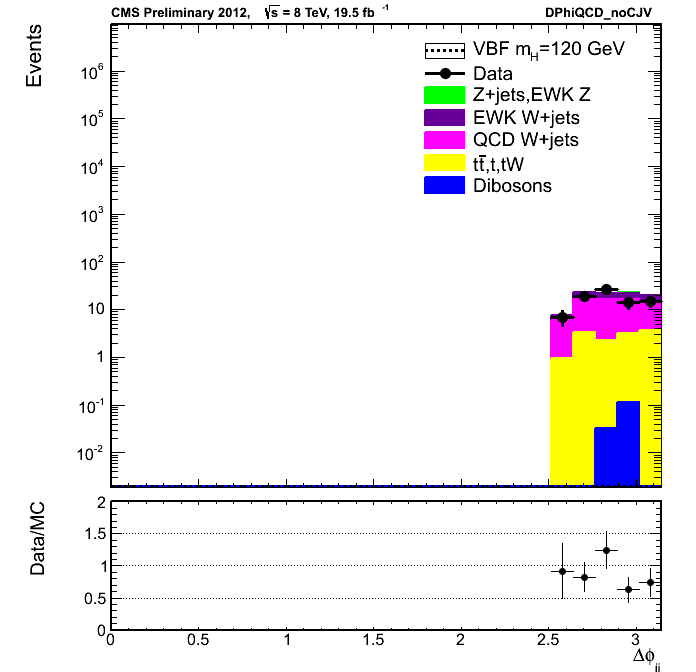 CMS Preliminary 2012, √s = 8 TeV, 19.5 fb⁻¹ DPhiQCD_noCJV
Events
VBF m_H=120 GeV
Data
Z+jets,EWK Z
EWK W+jets
QCD W+jets
tt̄,t,tW
Dibosons
10⁶
10⁵
10⁴
10³
10²
10
1
10⁻¹
10⁻²
Data/MC
2
1.5
1
0.5
0
0 0.5 1 1.5 2 2.5 3
Δϕ_jj